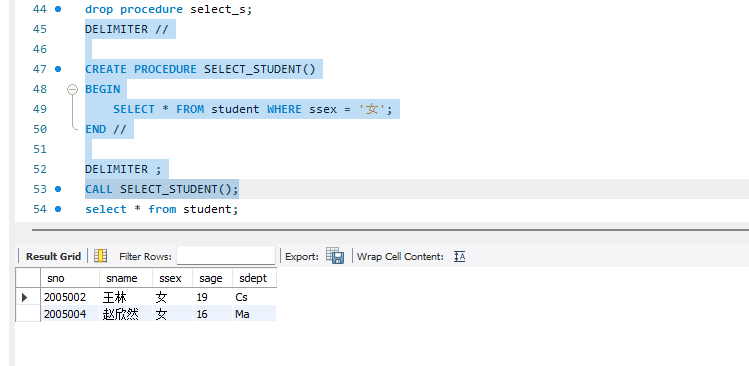 44 drop procedure select_s;
45 DELIMITER //
46
47 CREATE PROCEDURE SELECT_STUDENT()
48 BEGIN
49 SELECT * FROM student WHERE ssex = '女';
50 END //
51
52 DELIMITER ;
53 CALL SELECT_STUDENT();
54 select * from student;
Result Grid Filter Rows: Export: Wrap Cell Content: IA
sno sname ssex sage sdept
2005002 王林 女 19 Cs
2005004 赵欣然 女 16 Ma